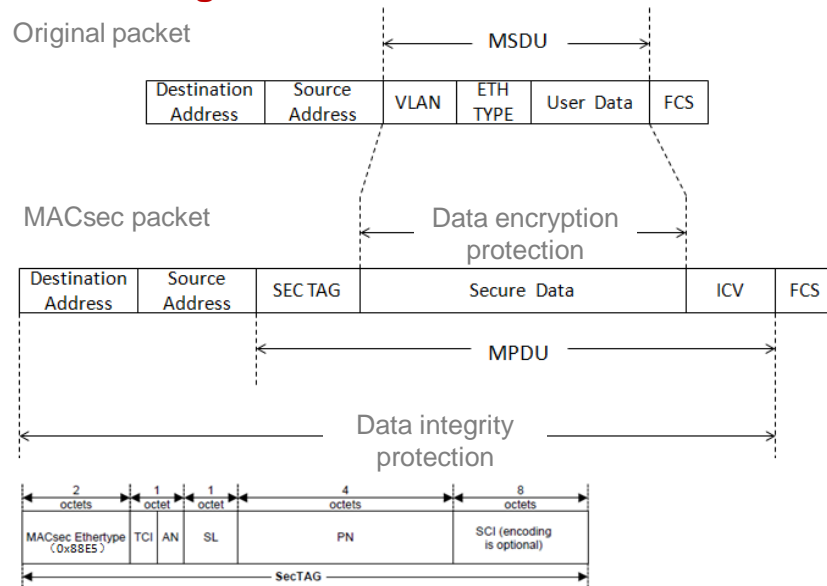 Original packet
MSDU
Destination Address
Source Address
VLAN
ETH TYPE
User Data
FCS
MACsec packet
Data encryption
protection
Destination Address
Source Address
SEC TAG
Secure Data
ICV
FCS
MPDU
Data integrity
protection
2 octets
1 octet
1 octet
4 octets
8 octets
MACsec Ethertype (0x88E5)
TCI
AN
SL
PN
SCI (encoding is optional)
SecTAG